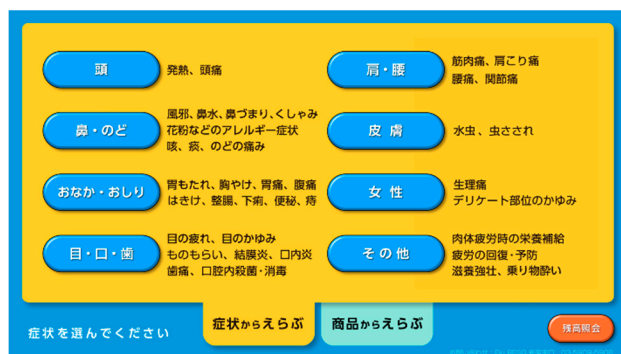 頭
発熱、頭痛
肩・腰
筋肉痛、肩こり痛
腰痛、関節痛
鼻・のど
風邪、鼻水、鼻づまり、くしゃみ
花粉などのアレルギー症状
咳、痰、のどの痛み
皮膚
水虫、虫さされ
おなか・おしり
胃もたれ、胸やけ、胃痛、腹痛
はきけ、整腸、下痢、便秘、痔
女性
生理痛
デリケート部位のかゆみ
目・口・歯
目の疲れ、目のかゆみ
ものもらい、結膜炎、口内炎
歯痛、口腔内殺菌・消毒
その他
肉体疲労時の栄養補給
疲労の回復・予防
滋養強壮、乗り物酔い
症状を選んでください
症状からえらぶ
商品からえらぶ
残高照会